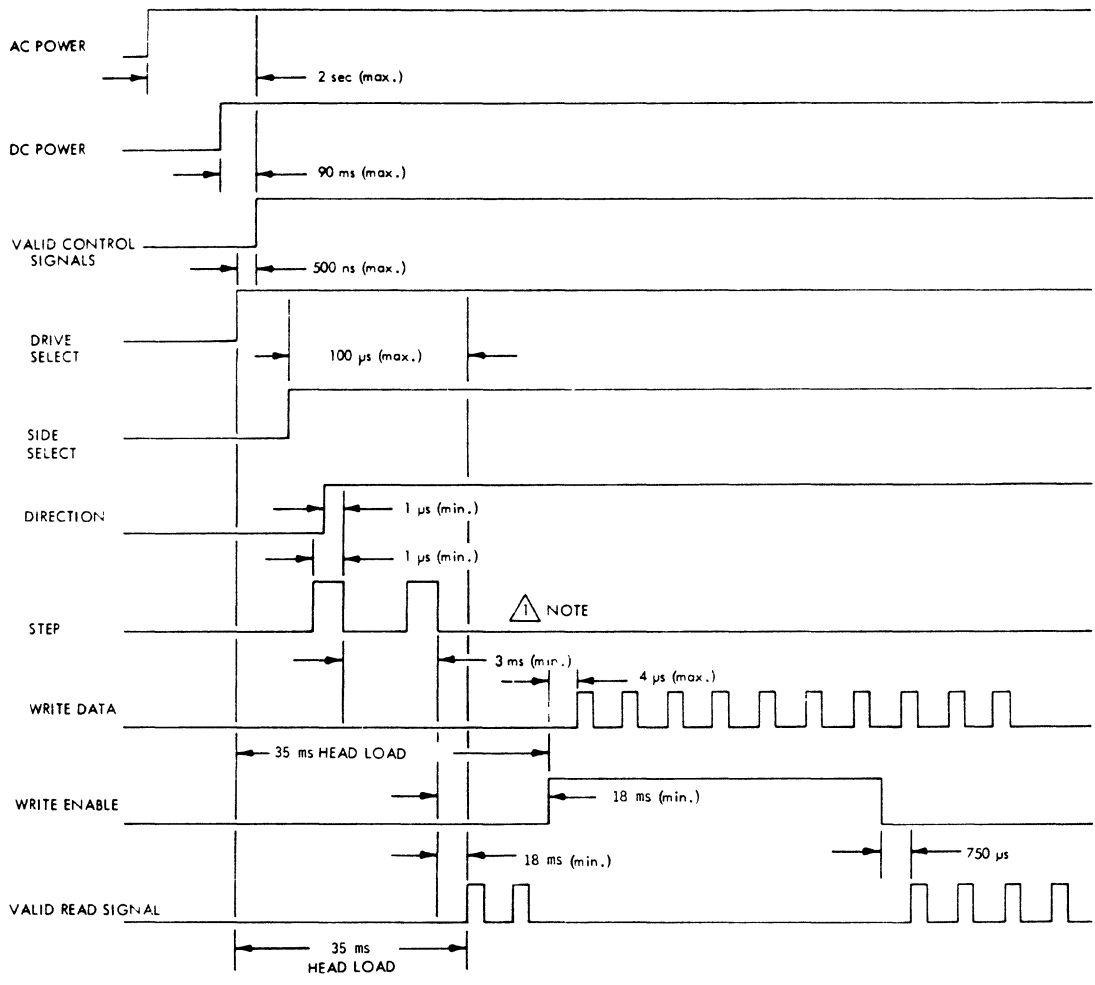 AC POWER
2 sec (max.)
DC POWER
90 ms (max.)
VALID CONTROL
SIGNALS
500 ns (max.)
DRIVE
SELECT
100 µs (max.)
SIDE
SELECT
DIRECTION
1 µs (min.)
1 µs (min.)
STEP
1 NOTE
3 ms (min.)
4 µs (max.)
WRITE DATA
35 ms HEAD LOAD
WRITE ENABLE
18 ms (min.)
18 ms (min.)
750 µs
VALID READ SIGNAL
35 ms
HEAD LOAD